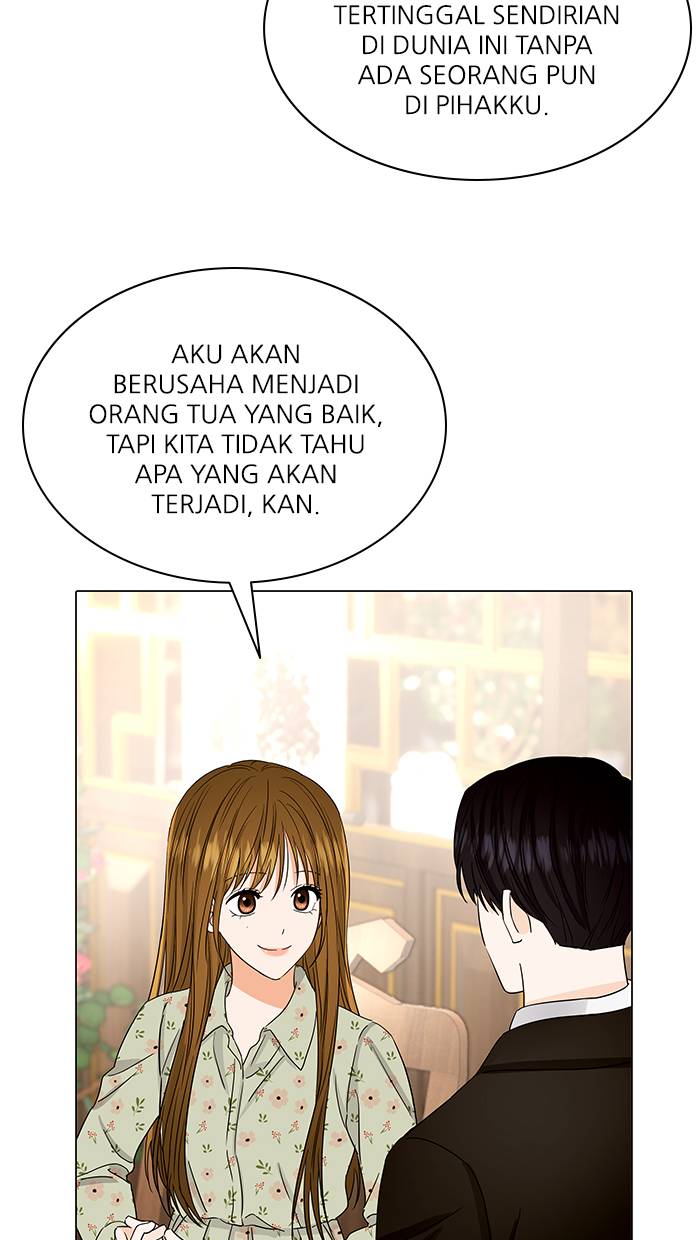 TERTINGGAL SENDIRIAN
DI DUNIA INI TANPA
ADA SEORANG PUN
DI PIHAKKU.
AKU AKAN
BERUSAHA MENJADI
ORANG TUA YANG BAIK,
TAPI KITA TIDAK TAHU
APA YANG AKAN
TERJADI, KAN.